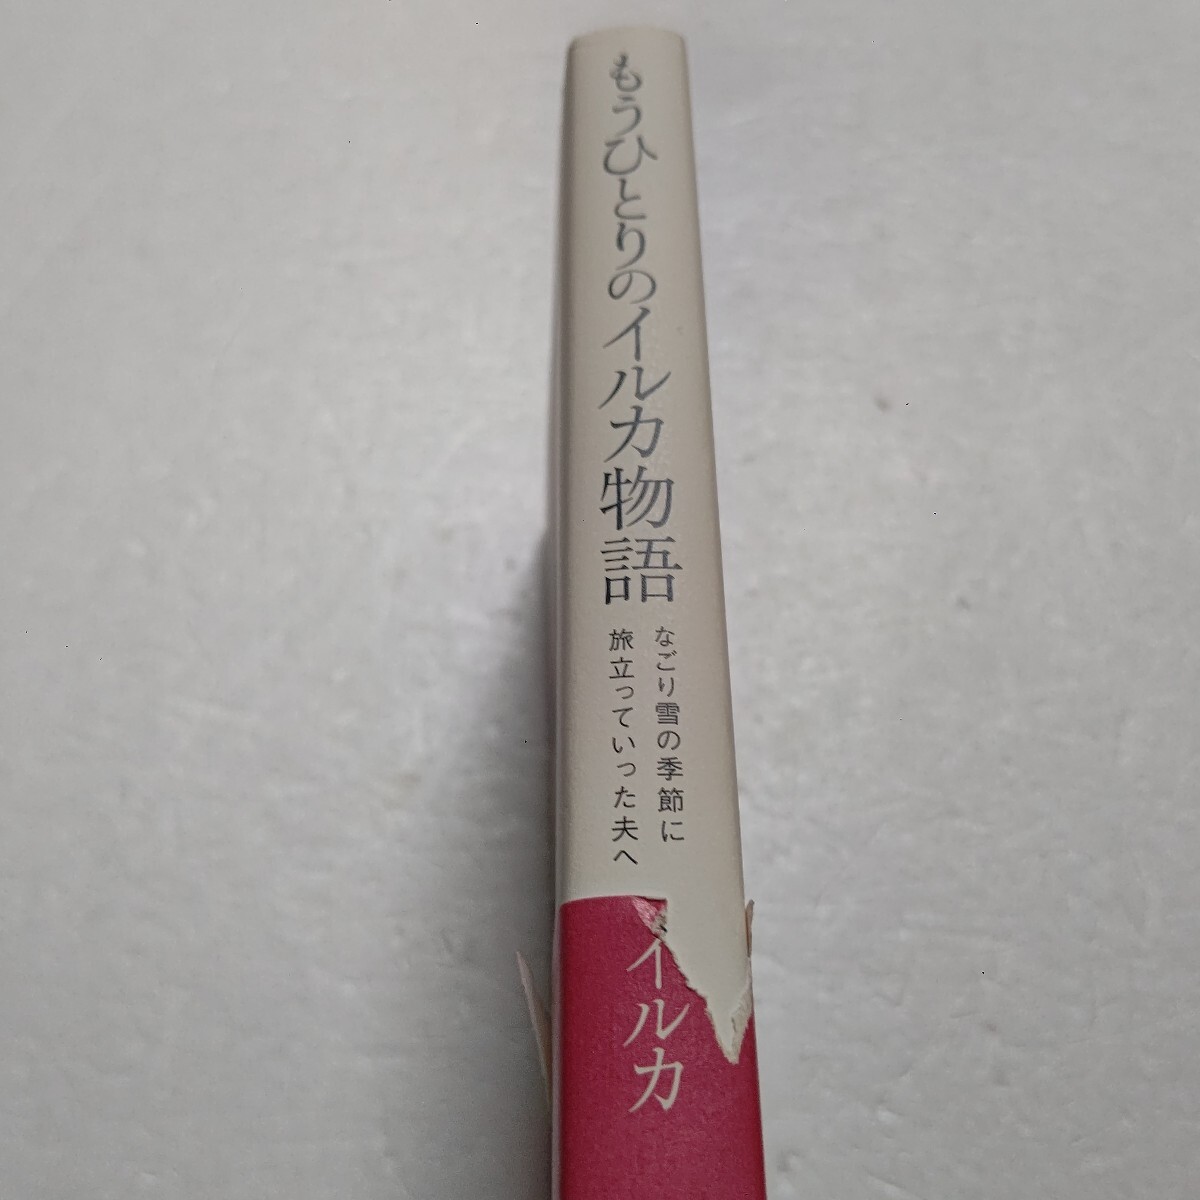 もうひとりのイルカ物語
なごり雪の季節に
旅立っていった夫へ
イルカ